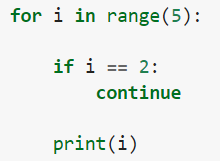 for i in range(5):
    if i == 2:
        continue
    print(i)